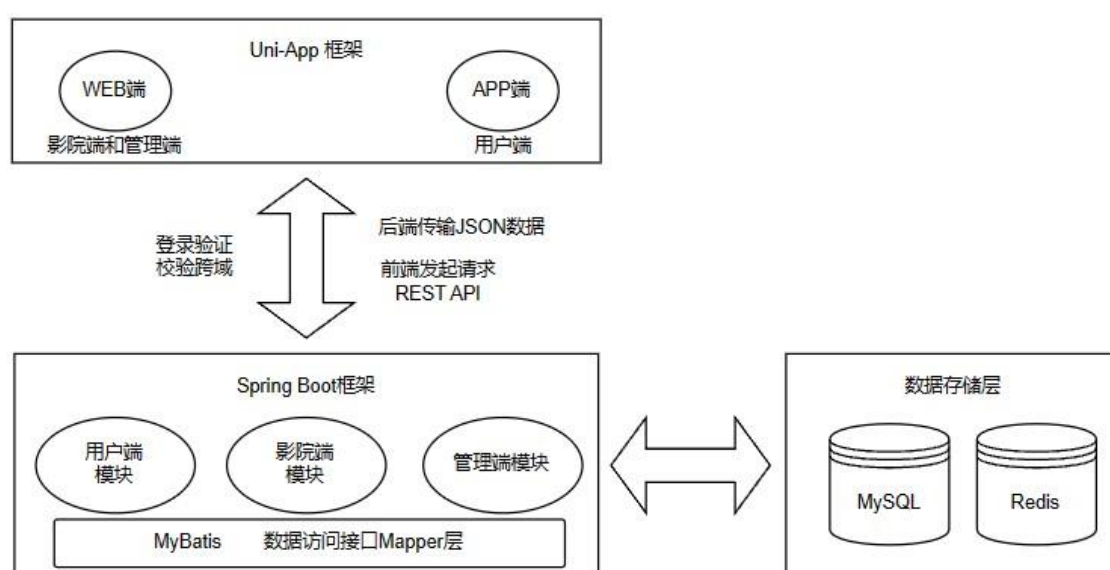 Uni-App 框架
WEB端
APP端
影院端和管理端
用户端
登录验证
校验跨域
后端传输JSON数据
前端发起请求
REST API
Spring Boot框架
用户端
模块
影院端
模块
管理端模块
MyBatis 数据访问接口Mapper层
数据存储层
MySQL
Redis